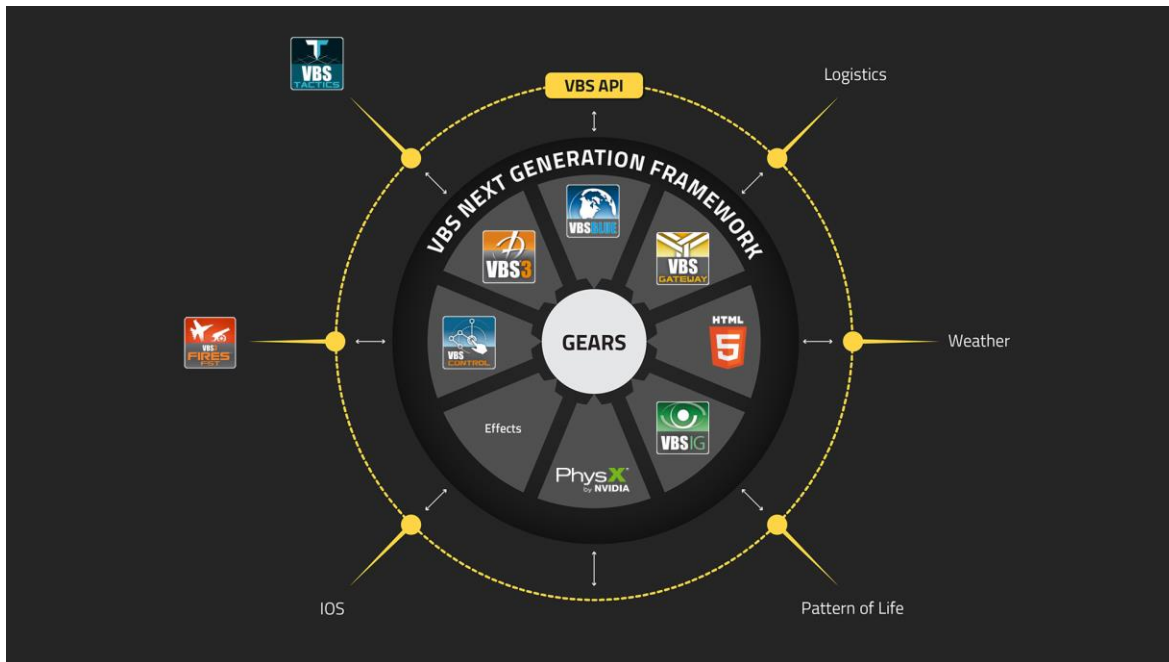 T
VBS
TACTICS
VBS API
Logistics
VBS NEXT GENERATION FRAMEWORK
VBSBLUE
VBS3
VBS
GATEWAY
VBS3
FIRES
FST
VBS
CONTROL
GEARS
HTML
5
Weather
Effects
VBSIG
PhysX
by NVIDIA
IOS
Pattern of Life